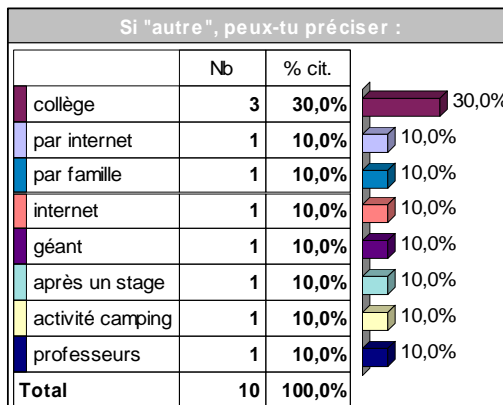 Si "autre", peux-tu préciser :
Nb % cit.
collège 3 30,0% 30,0%
par internet 1 10,0% 10,0%
par famille 1 10,0% 10,0%
internet 1 10,0% 10,0%
géant 1 10,0% 10,0%
après un stage 1 10,0% 10,0%
activité camping 1 10,0% 10,0%
professeurs 1 10,0% 10,0%
Total 10 100,0%